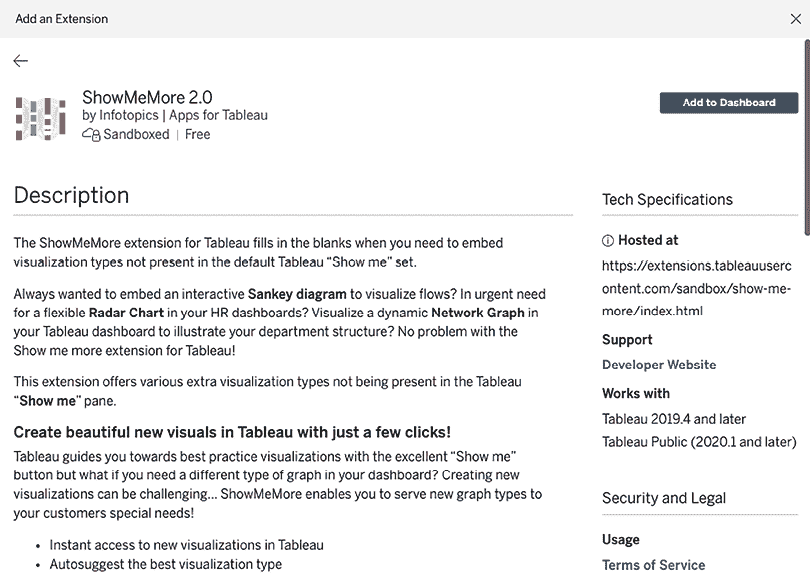 Add an Extension
ShowMeMore 2.0
by Infotopics | Apps for Tableau
Sandboxed | Free
Add to Dashboard
Description
The ShowMeMore extension for Tableau fills in the blanks when you need to embed
visualization types not present in the default Tableau “Show me” set.
Always wanted to embed an interactive Sankey diagram to visualize flows? In urgent need
for a flexible Radar Chart in your HR dashboards? Visualize a dynamic Network Graph in
your Tableau dashboard to illustrate your department structure? No problem with the
Show me more extension for Tableau!
This extension offers various extra visualization types not being present in the Tableau
“Show me” pane.
Create beautiful new visuals in Tableau with just a few clicks!
Tableau guides you towards best practice visualizations with the excellent “Show me”
button but what if you need a different type of graph in your dashboard? Creating new
visualizations can be challenging... ShowMeMore enables you to serve new graph types to
your customers special needs!
• Instant access to new visualizations in Tableau
• Autosuggest the best visualization type
Tech Specifications
Hosted at
https://extensions.tableauuserc
ontent.com/sandbox/show-me-
more/index.html
Support
Developer Website
Works with
Tableau 2019.4 and later
Tableau Public (2020.1 and later)
Security and Legal
Usage
Terms of Service